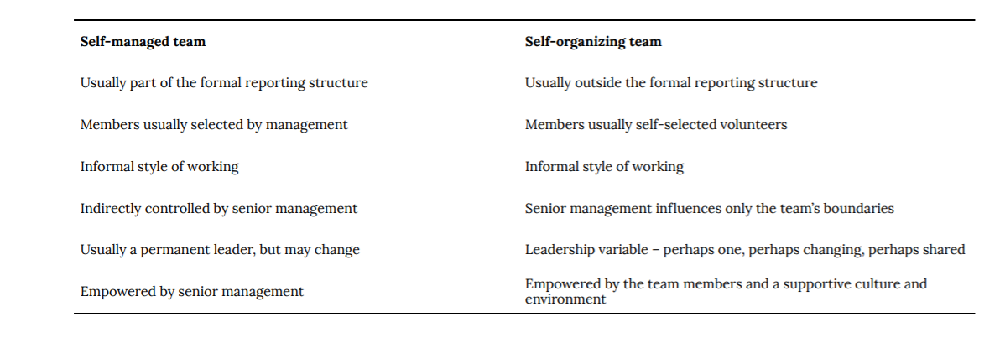 Self-managed team Self-organizing team
Usually part of the formal reporting structure Usually outside the formal reporting structure
Members usually selected by management Members usually self-selected volunteers
Informal style of working Informal style of working
Indirectly controlled by senior management Senior management influences only the team's boundaries
Usually a permanent leader, but may change Leadership variable – perhaps one, perhaps changing, perhaps shared
Empowered by senior management Empowered by the team members and a supportive culture and
environment